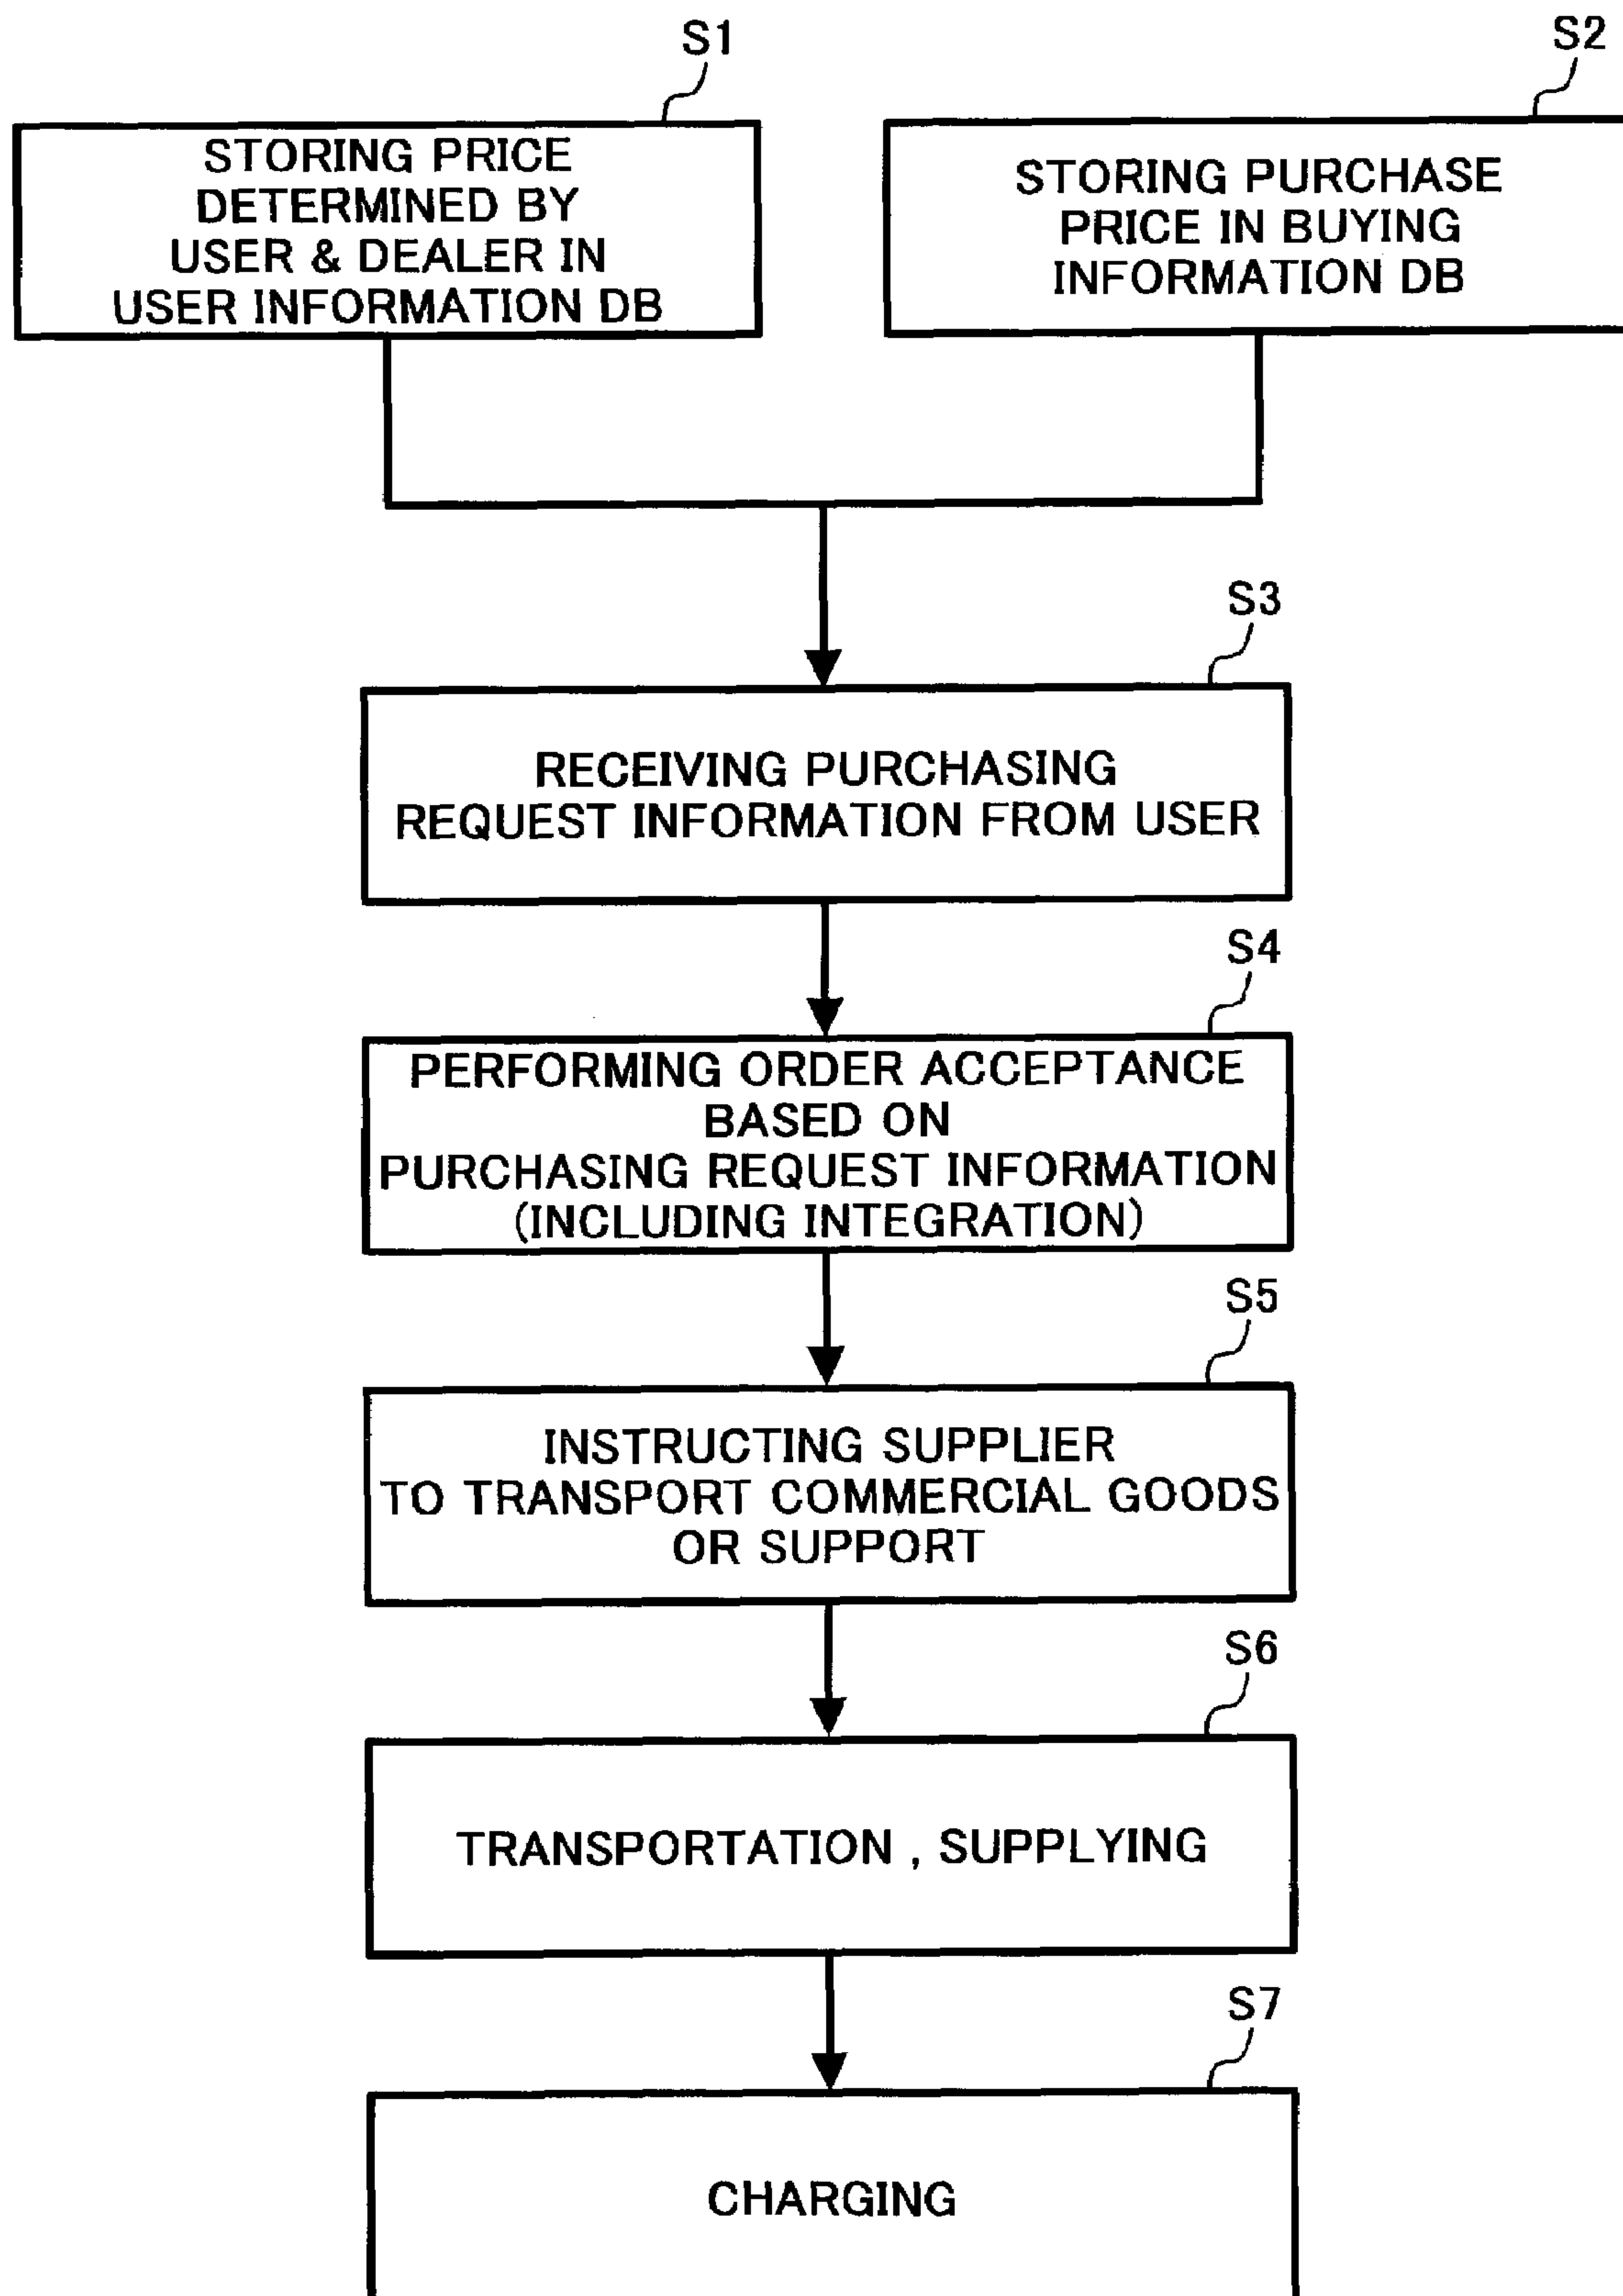 S1
STORING PRICE
DETERMINED BY
USER & DEALER IN
USER INFORMATION DB
S2
STORING PURCHASE
PRICE IN BUYING
INFORMATION DB
S3
RECEIVING PURCHASING
REQUEST INFORMATION FROM USER
S4
PERFORMING ORDER ACCEPTANCE
BASED ON
PURCHASING REQUEST INFORMATION
(INCLUDING INTEGRATION)
S5
INSTRUCTING SUPPLIER
TO TRANSPORT COMMERCIAL GOODS
OR SUPPORT
S6
TRANSPORTATION , SUPPLYING
S7
CHARGING